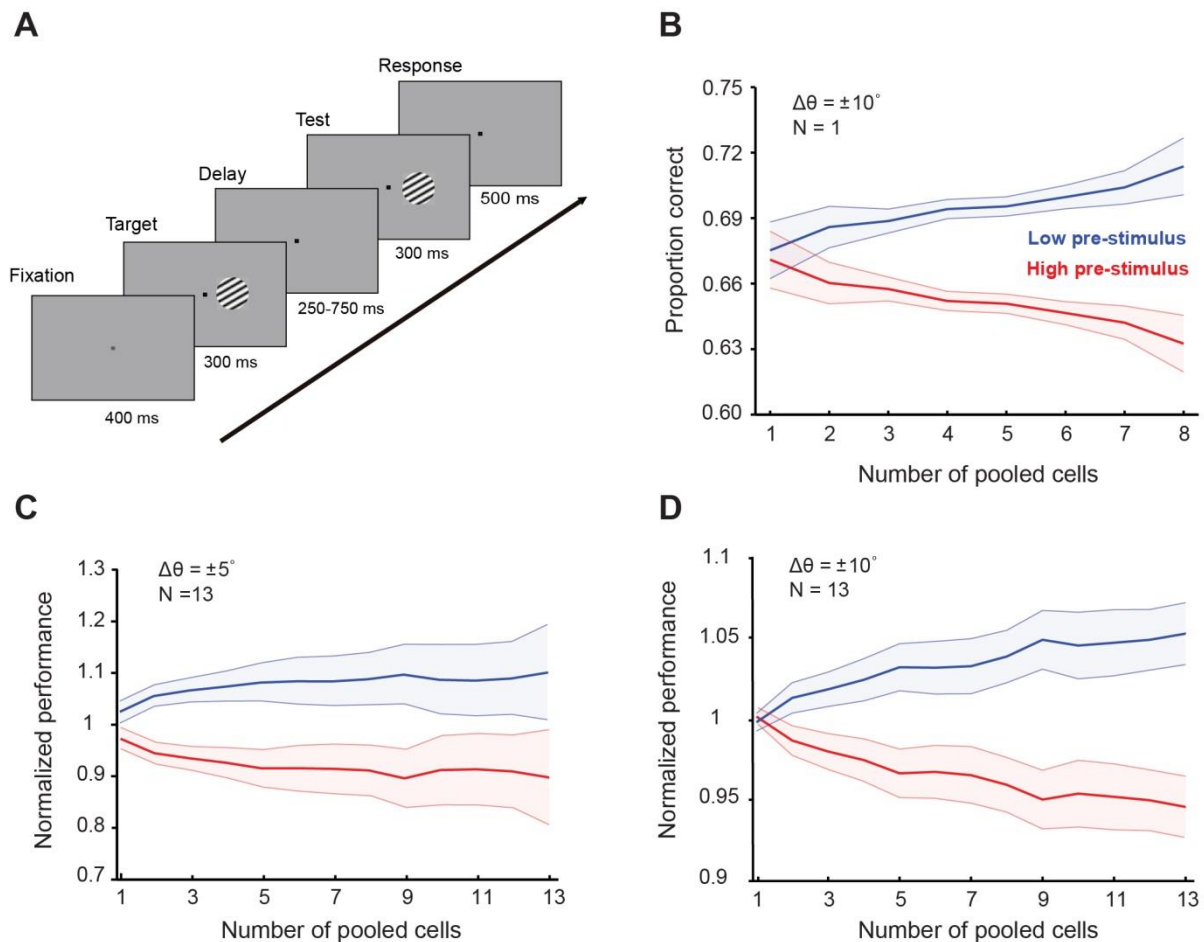 A
Fixation
400 ms
Target
300 ms
Delay
250-750 ms
Test
300 ms
Response
500 ms
B
Δθ = ±10°
N = 1
Low pre-stimulus
High pre-stimulus
Proportion correct
0.75
0.72
0.69
0.66
0.63
0.60
1 2 3 4 5 6 7 8
Number of pooled cells
C
Δθ = ±5°
N =13
Normalized performance
1.3
1.2
1.1
1
0.9
0.8
0.7
1 3 5 7 9 11 13
Number of pooled cells
D
Δθ = ±10°
N = 13
Normalized performance
1.1
1.05
1
0.95
0.9
1 3 5 7 9 11 13
Number of pooled cells